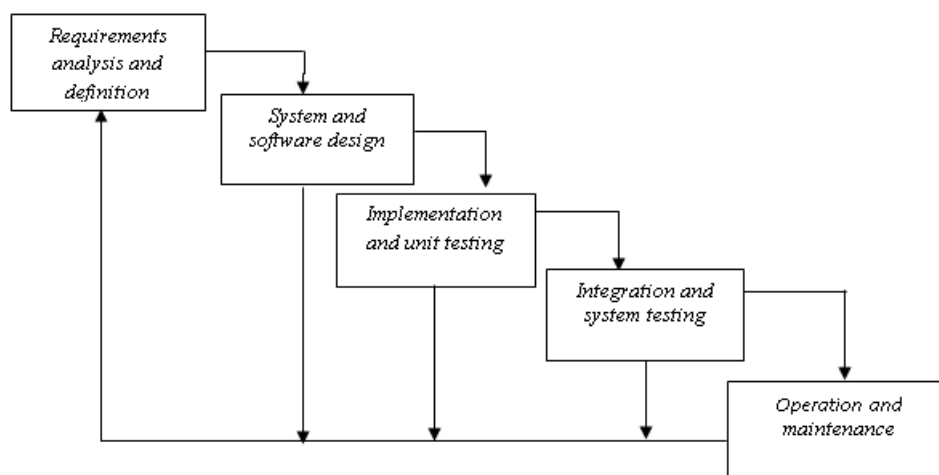 Requirements
analysis and
definition
System and
software design
Implementation
and unit testing
Integration and
system testing
Operation and
maintenance